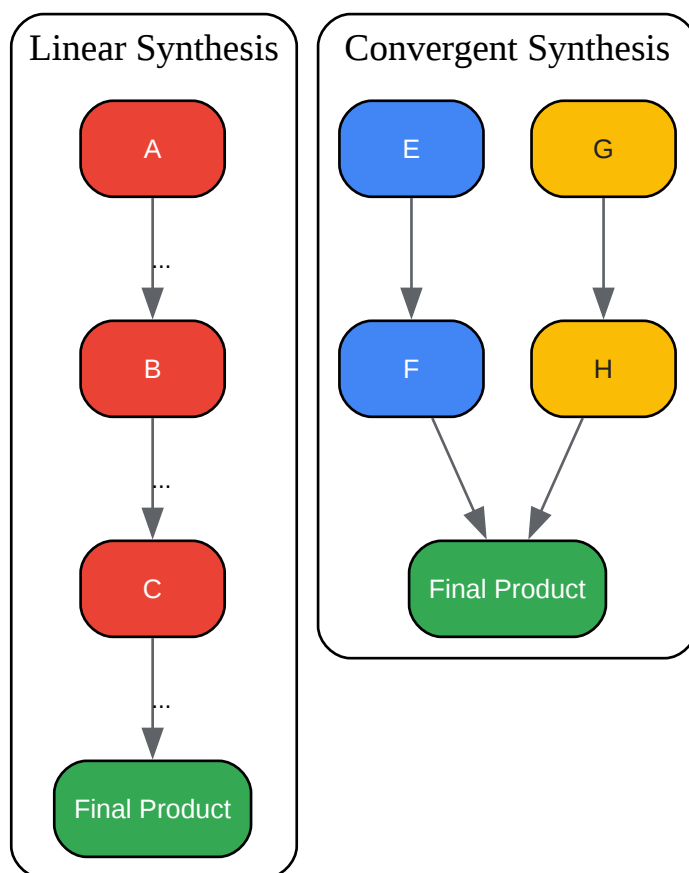 Linear Synthesis
A
...
B
...
C
...
Final Product
Convergent Synthesis
E
G
F
H
Final Product